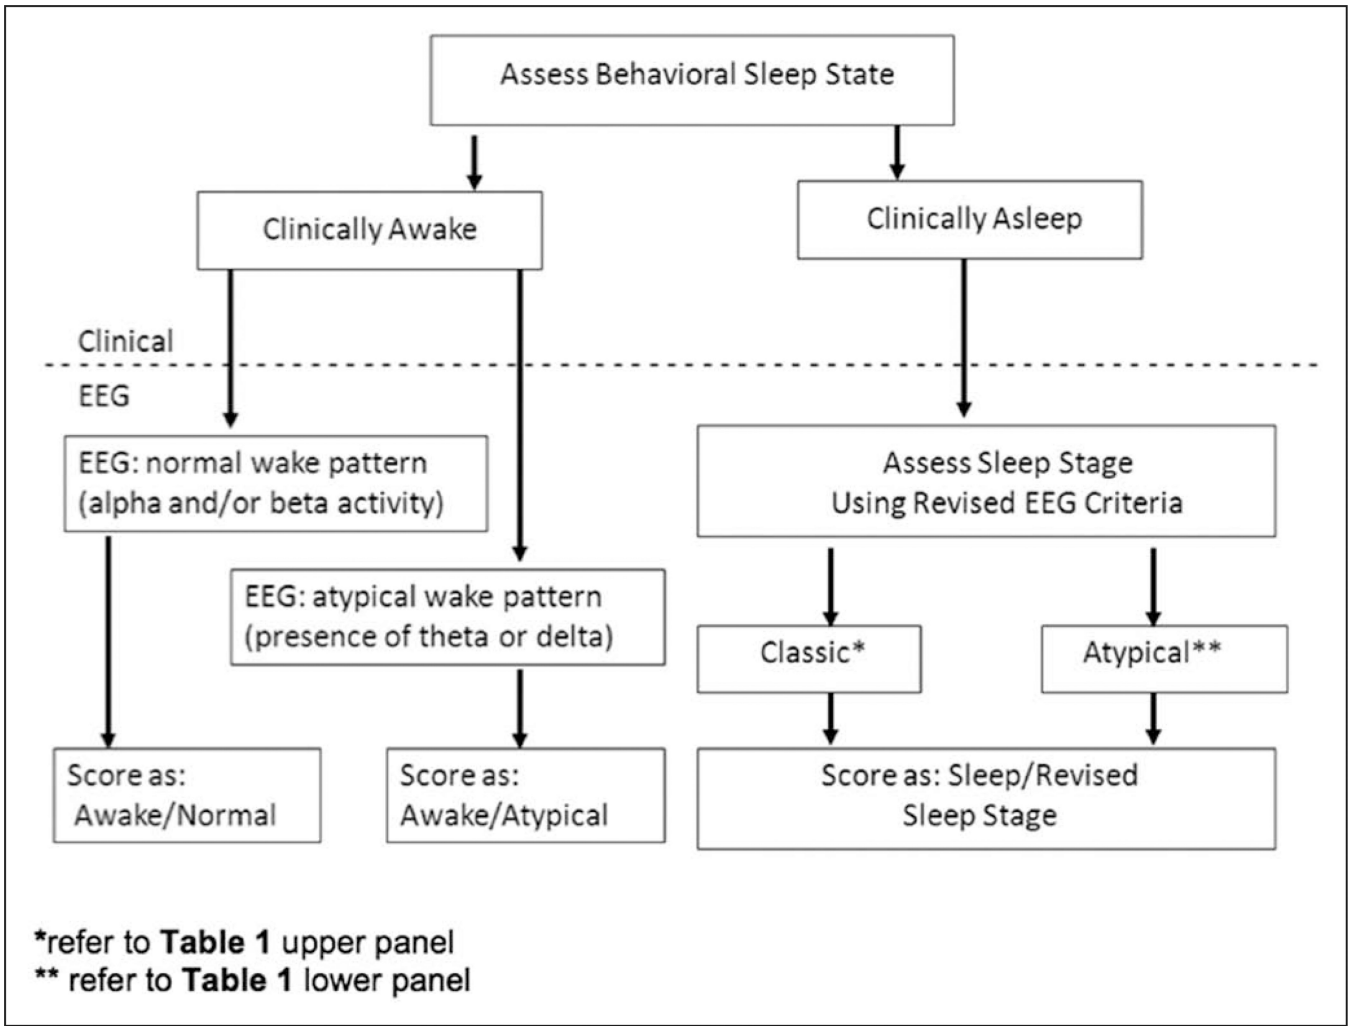 Assess Behavioral Sleep State
Clinically Awake
Clinically Asleep
Clinical
EEG
EEG: normal wake pattern
(alpha and/or beta activity)
Assess Sleep Stage
Using Revised EEG Criteria
EEG: atypical wake pattern
(presence of theta or delta)
Classic*
Atypical**
Score as:
Awake/Normal
Score as:
Awake/Atypical
Score as: Sleep/Revised
Sleep Stage
*refer to Table 1 upper panel
** refer to Table 1 lower panel